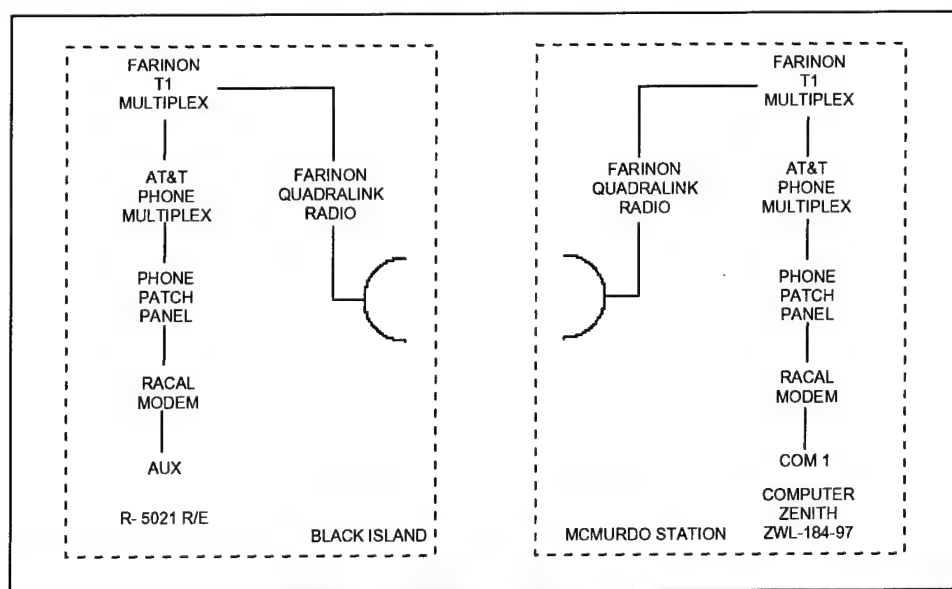 FARINON
T1
MULTIPLEX
AT&T
PHONE
MULTIPLEX
FARINON
QUADRALINK
RADIO
PHONE
PATCH
PANEL
RACAL
MODEM
AUX
R- 5021 R/E
BLACK ISLAND
FARINON
T1
MULTIPLEX
FARINON
QUADRALINK
RADIO
AT&T
PHONE
MULTIPLEX
PHONE
PATCH
PANEL
RACAL
MODEM
COM 1
COMPUTER
ZENITH
ZWL-184-97
MCMURDO STATION